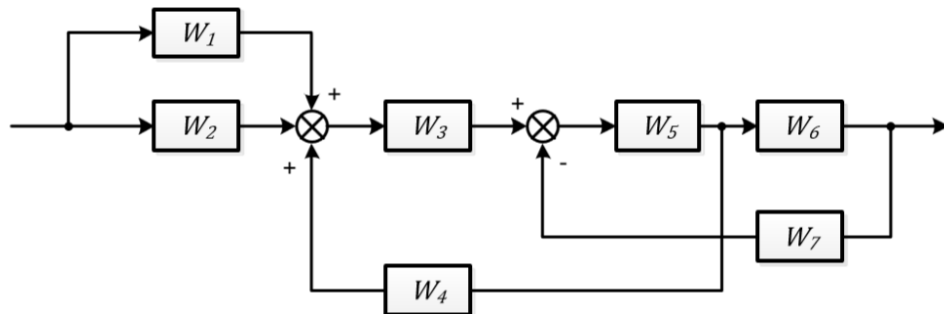 W₁
+
W₂
+
W₃
+
W₅
W₆
-
W₇
W₄